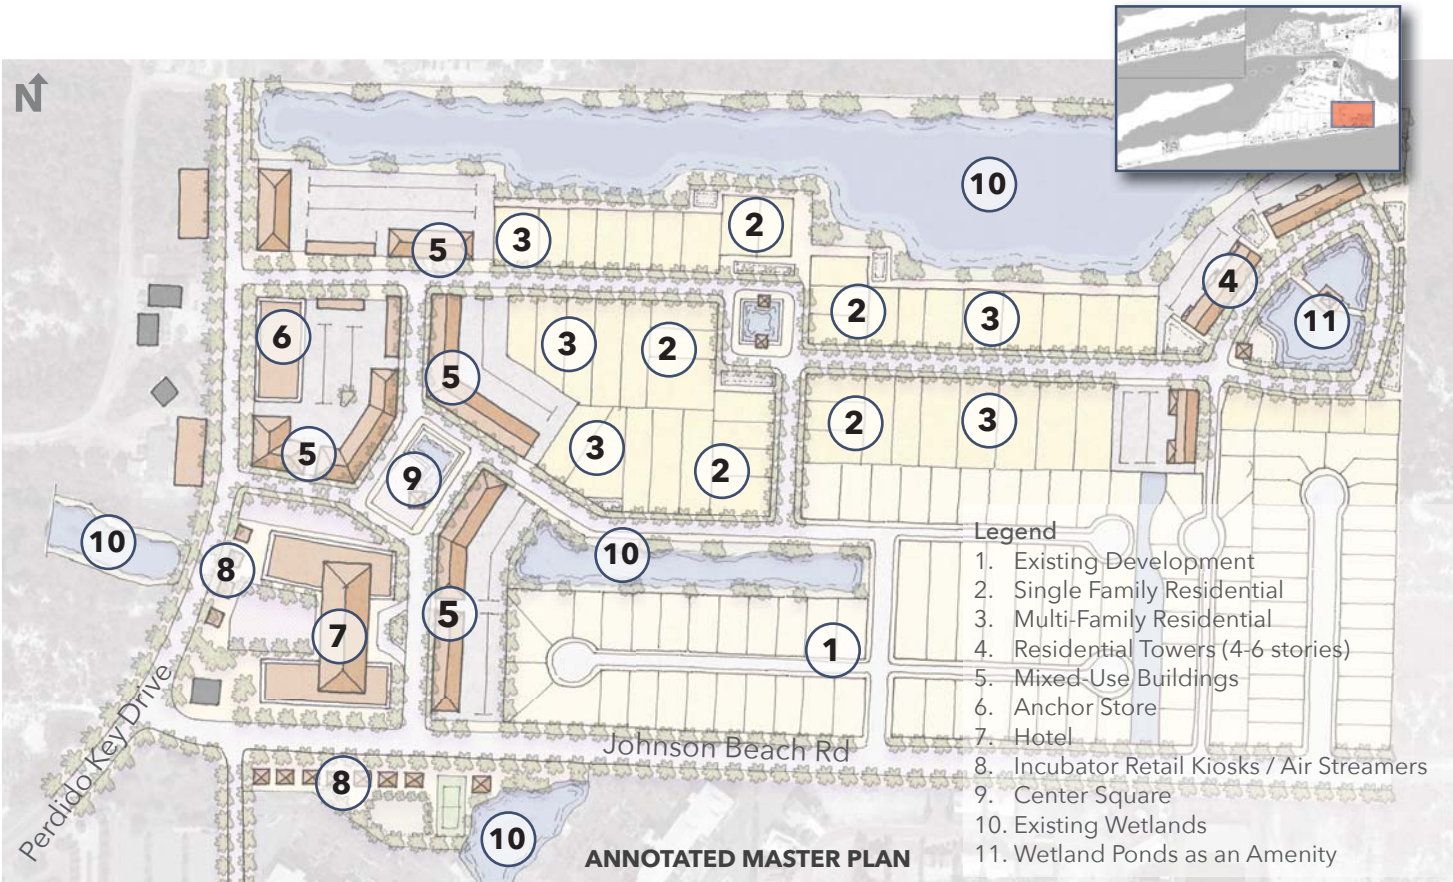 N
10
2
3
5
4
2
3
11
6
3
2
5
2
3
3
5
2
9
10
8
10
5
7
1
Legend
1. Existing Development
2. Single Family Residential
3. Multi-Family Residential
4. Residential Towers (4-6 stories)
5. Mixed-Use Buildings
6. Anchor Store
7. Hotel
8. Incubator Retail Kiosks / Air Streamers
9. Center Square
10. Existing Wetlands
11. Wetland Ponds as an Amenity
Perdido Key Drive
Johnson Beach Rd
8
10
ANNOTATED MASTER PLAN